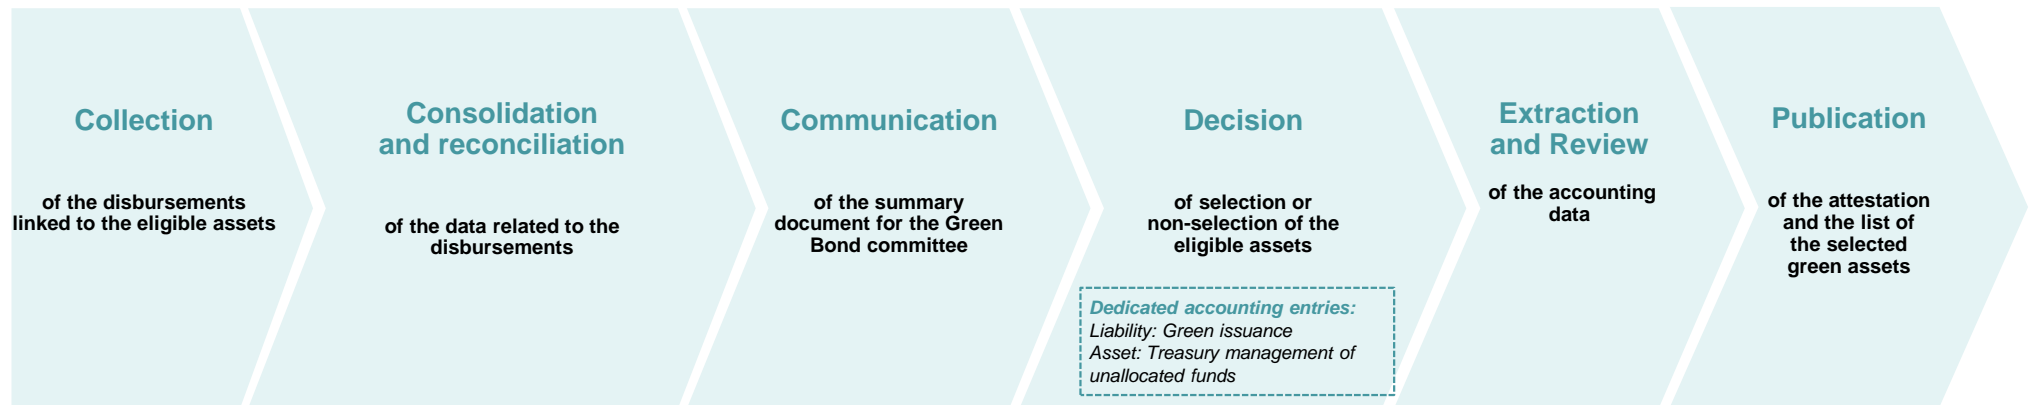 Collection
of the disbursements
linked to the eligible assets
Consolidation
and reconciliation
of the data related to the
disbursements
Communication
of the summary
document for the Green
Bond committee
Decision
of selection or
non-selection of the
eligible assets
Dedicated accounting entries:
Liability: Green issuance
Asset: Treasury management of
unallocated funds
Extraction
and Review
of the accounting
data
Publication
of the attestation
and the list of
the selected
green assets